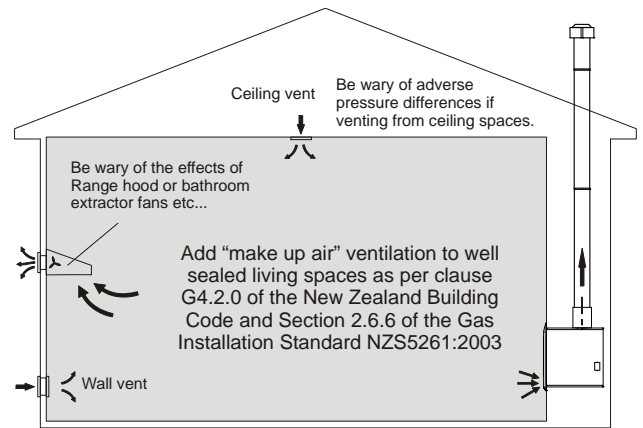 Ceiling vent
Be wary of adverse
pressure differences if
venting from ceiling spaces.
Be wary of the effects of
Range hood or bathroom
extractor fans etc...
Add “make up air” ventilation to well
sealed living spaces as per clause
G4.2.0 of the New Zealand Building
Code and Section 2.6.6 of the Gas
Installation Standard NZS5261:2003
Wall vent